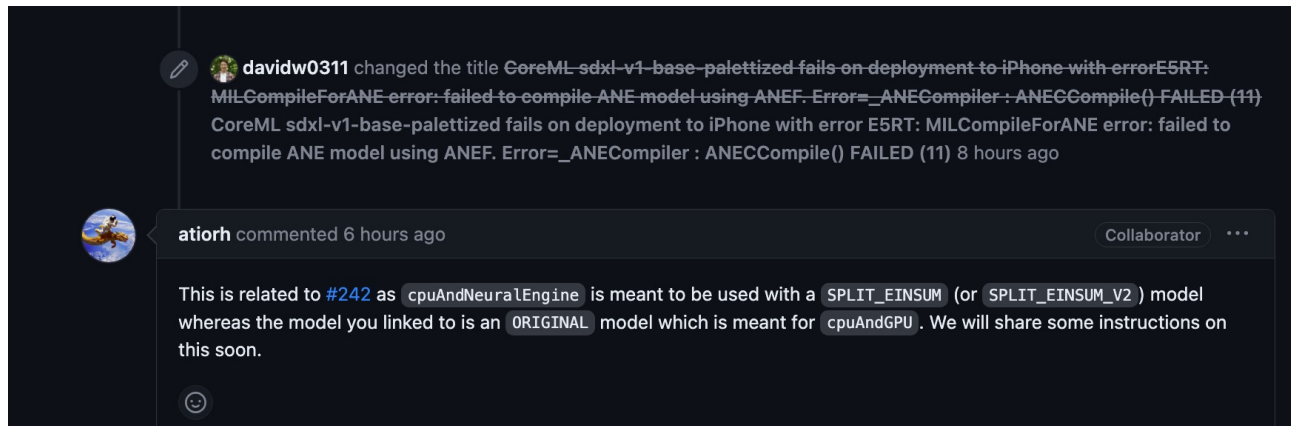 davidw0311 changed the title CoreML sdxl-v1-base-palettized fails on deployment to iPhone with errorE5RT:
MILCompileForANE error: failed to compile ANE model using ANEF. Error=_ANECompiler : ANECCompile() FAILED (11)
CoreML sdxl-v1-base-palettized fails on deployment to iPhone with error E5RT: MILCompileForANE error: failed to
compile ANE model using ANEF. Error=_ANECompiler : ANECCompile() FAILED (11) 8 hours ago
atiorh commented 6 hours ago Collaborator ···
This is related to #242 as cpuAndNeuralEngine is meant to be used with a SPLIT_EINSUM (or SPLIT_EINSUM_V2) model
whereas the model you linked to is an ORIGINAL model which is meant for cpuAndGPU. We will share some instructions on
this soon.